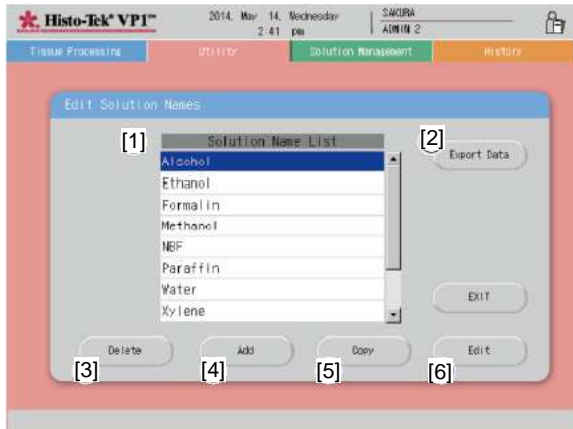 Histo-Tek® VP1™
2014, May 14, Wednesday
2:41 pm
SAKURA
ADMIN 2
Tissue Processing
Utility
Solution Management
History
Edit Solution Names
[1]
Solution Name List
[2]
Export Data
Alcohol
Ethanol
Formalin
Methanol
NBF
Paraffin
Water
Xylene
EXIT
Delete
Add
Copy
Edit
[3]
[4]
[5]
[6]